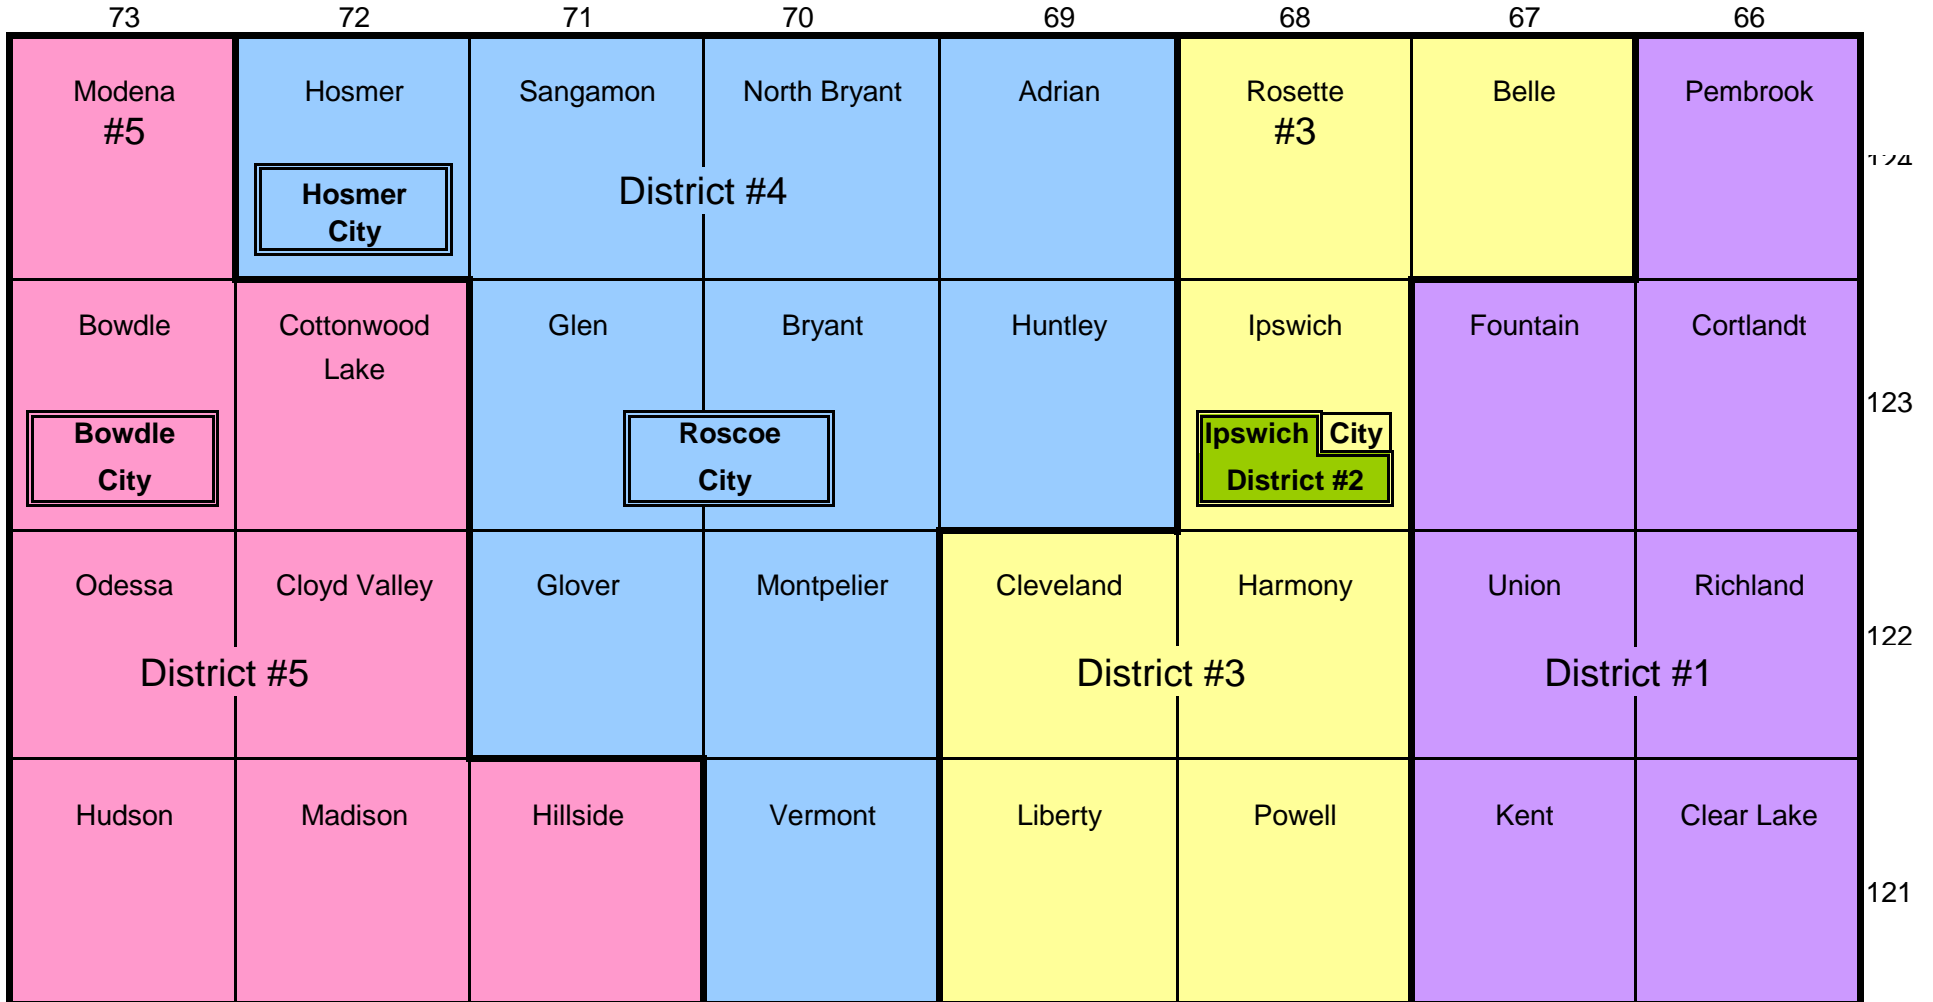 73 72 71 70 69 68 67 66
Modena Hosmer Sangamon North Bryant Adrian Rosette Belle Pembrook
#5 #3
124
Hosmer District #4
City
Bowdle Cottonwood Glen Bryant Huntley Ipswich Fountain Cortlandt
Lake
123
Bowdle Roscoe Ipswich City
City City District #2
Odessa Cloyd Valley Glover Montpelier Cleveland Harmony Union Richland
122
District #5 District #3 District #1
Hudson Madison Hillside Vermont Liberty Powell Kent Clear Lake
121